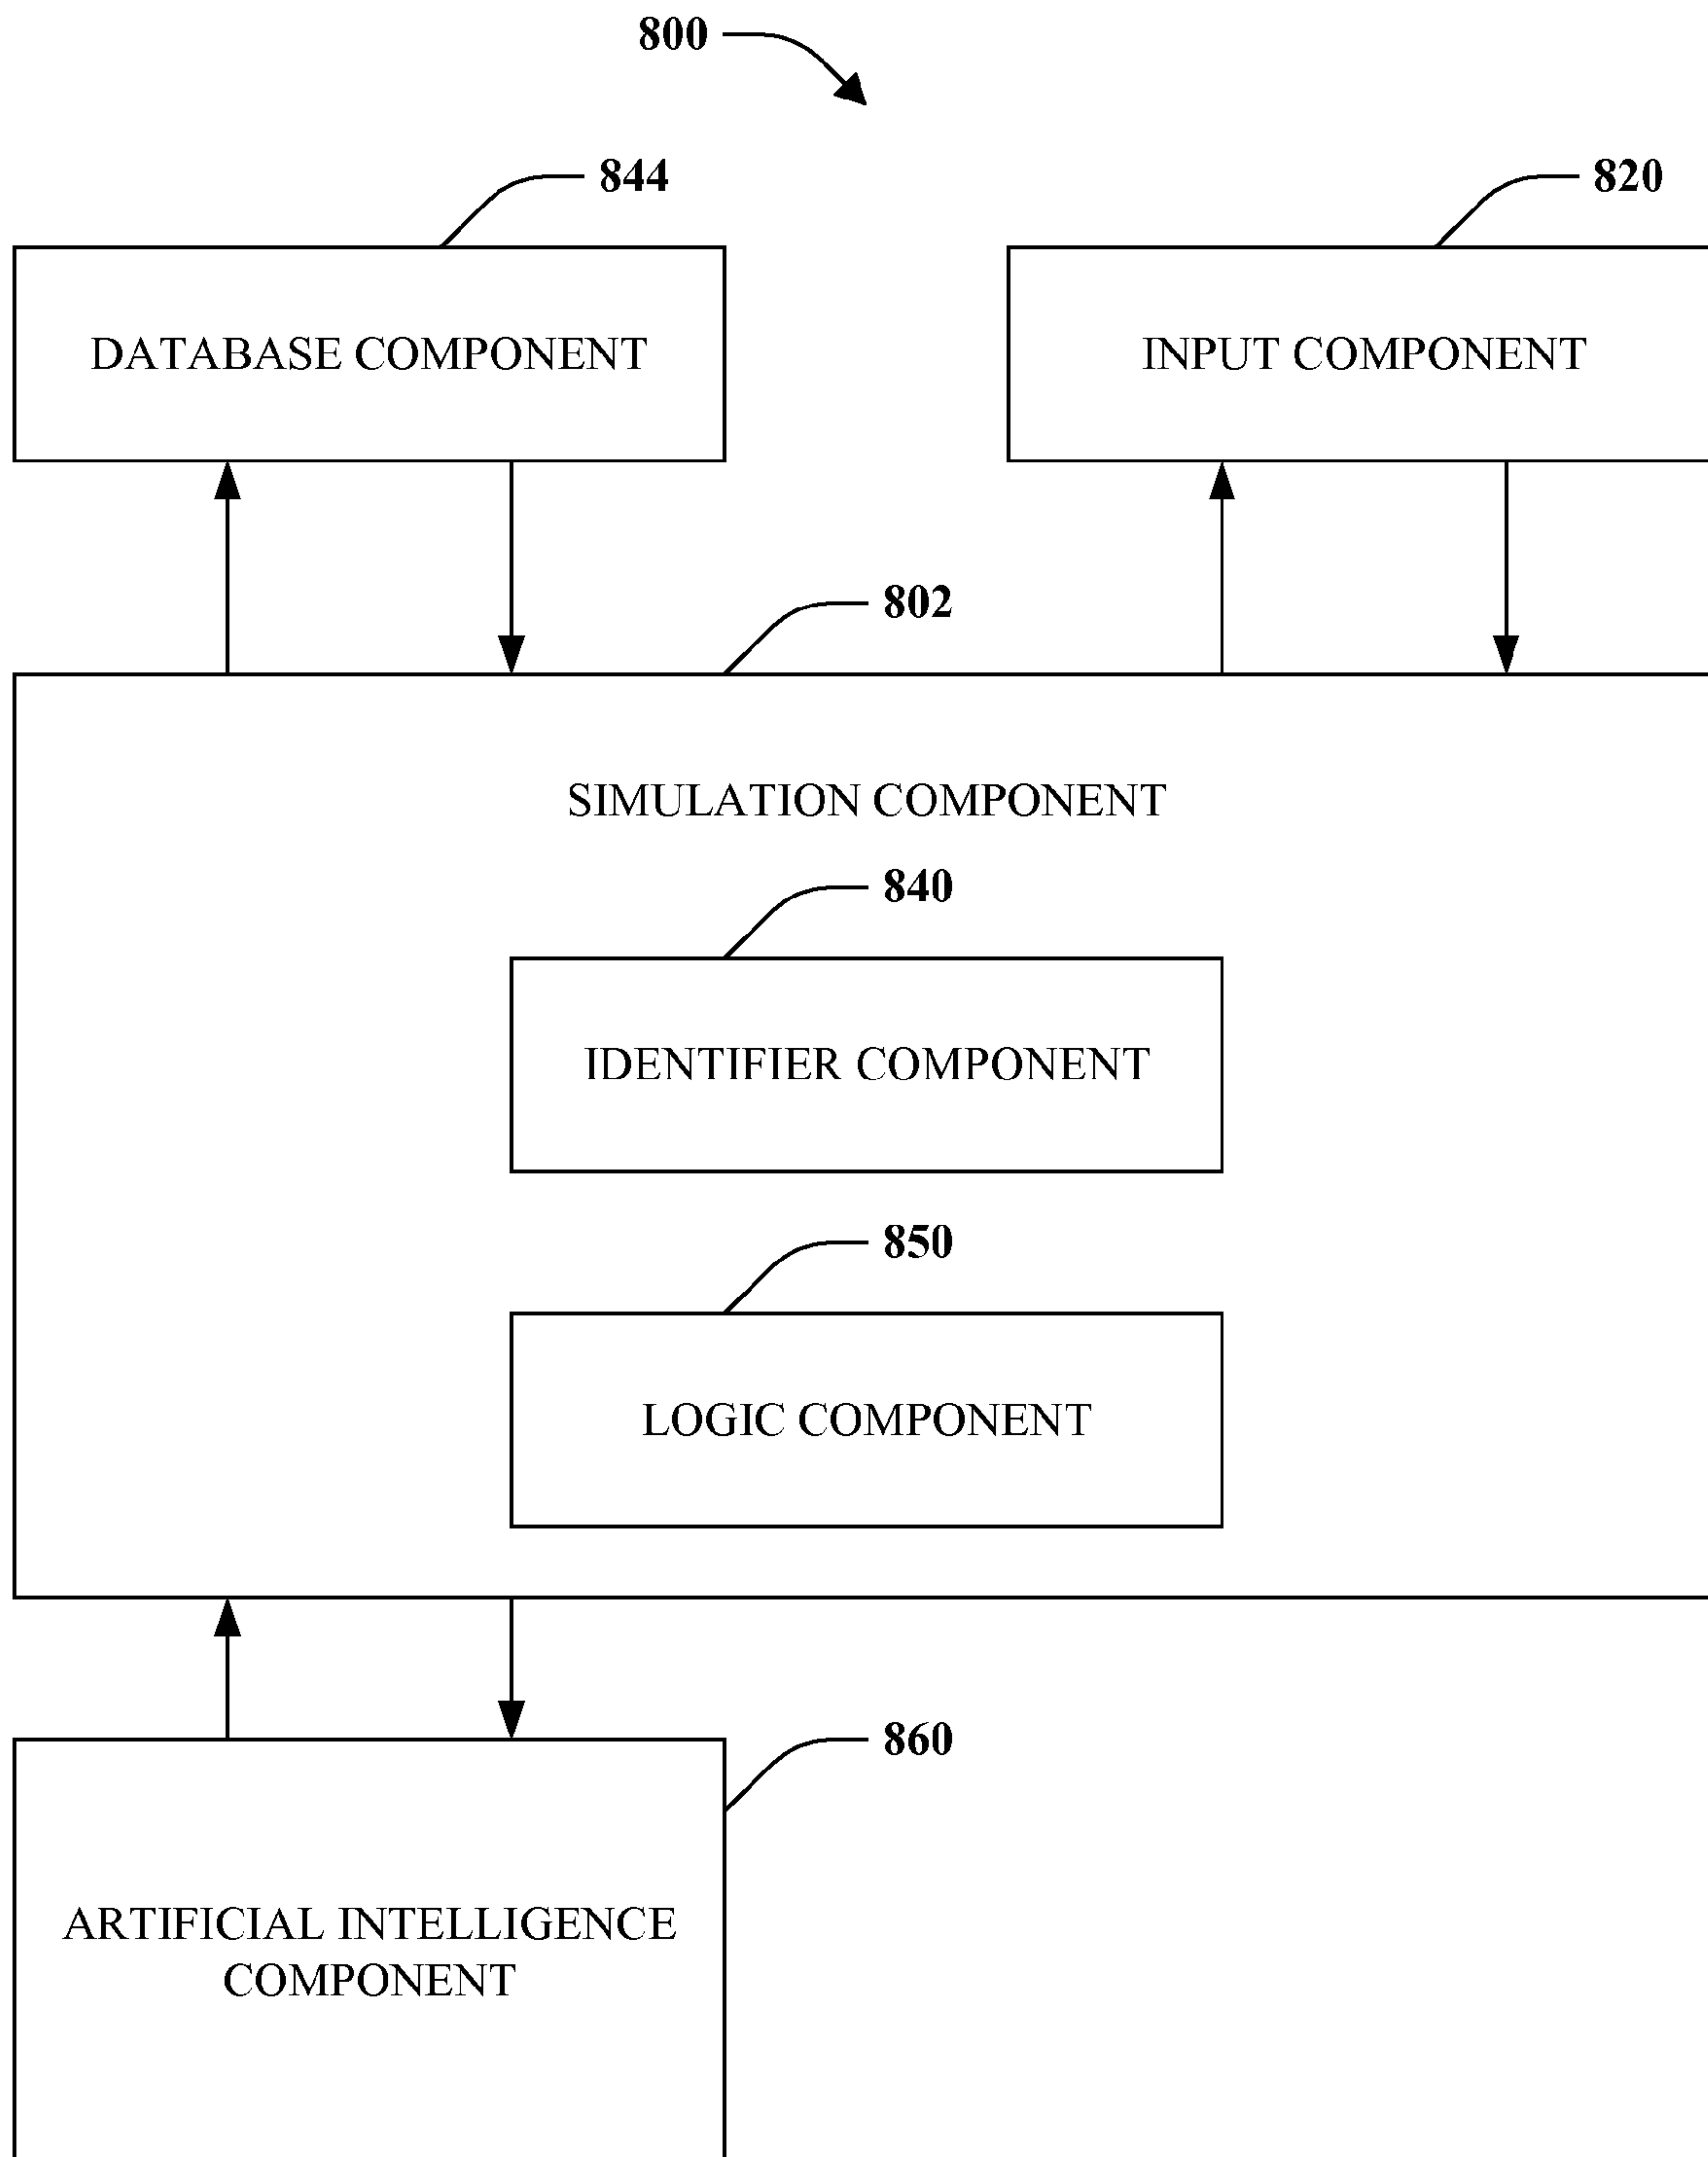 800
844
820
DATABASE COMPONENT
INPUT COMPONENT
802
SIMULATION COMPONENT
840
IDENTIFIER COMPONENT
850
LOGIC COMPONENT
860
ARTIFICIAL INTELLIGENCE
COMPONENT